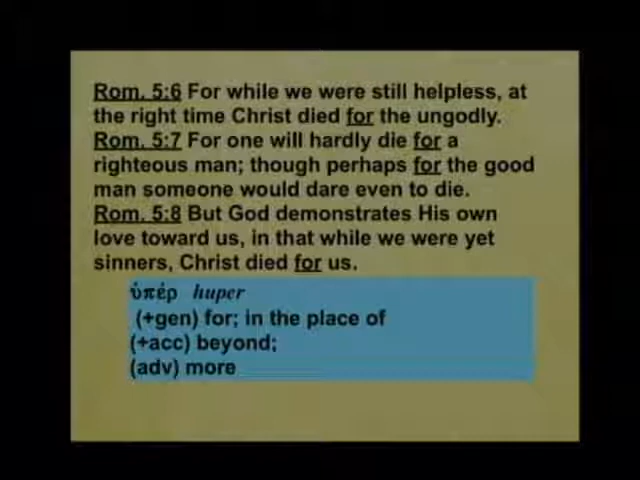 Rom. 5:6 For while we were still helpless, at
the right time Christ died for the ungodly.
Rom. 5:7 For one will hardly die for a
righteous man; though perhaps for the good
man someone would dare even to die.
Rom. 5:8 But God demonstrates His own
love toward us, in that while we were yet
sinners, Christ died for us.
ὑπέρ huper
(+gen) for; in the place of
(+acc) beyond;
(adv) more